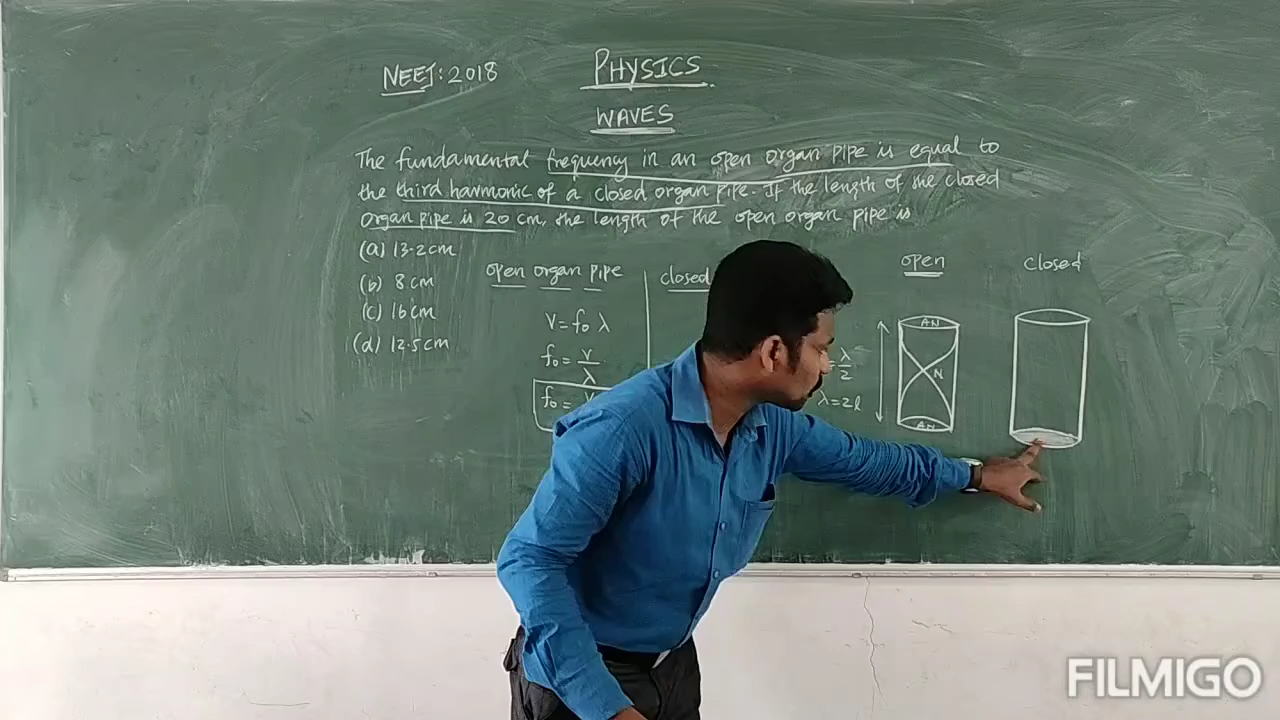 NEET: 2018
PHYSICS
WAVES
The fundamental frequency in an open organ pipe is equal to
the third harmonic of a closed organ pipe. If the length of the closed
organ pipe is 20 cm, the length of the open organ pipe is
(a) 13.2 cm
(b) 8 cm
(c) 16 cm
(d) 12.5 cm
open organ pipe
V = f₀ λ
f₀ = V/λ
f₀ =
closed
λ/2
λ = 2l
open
AN
N
AN
closed
FILMIGO